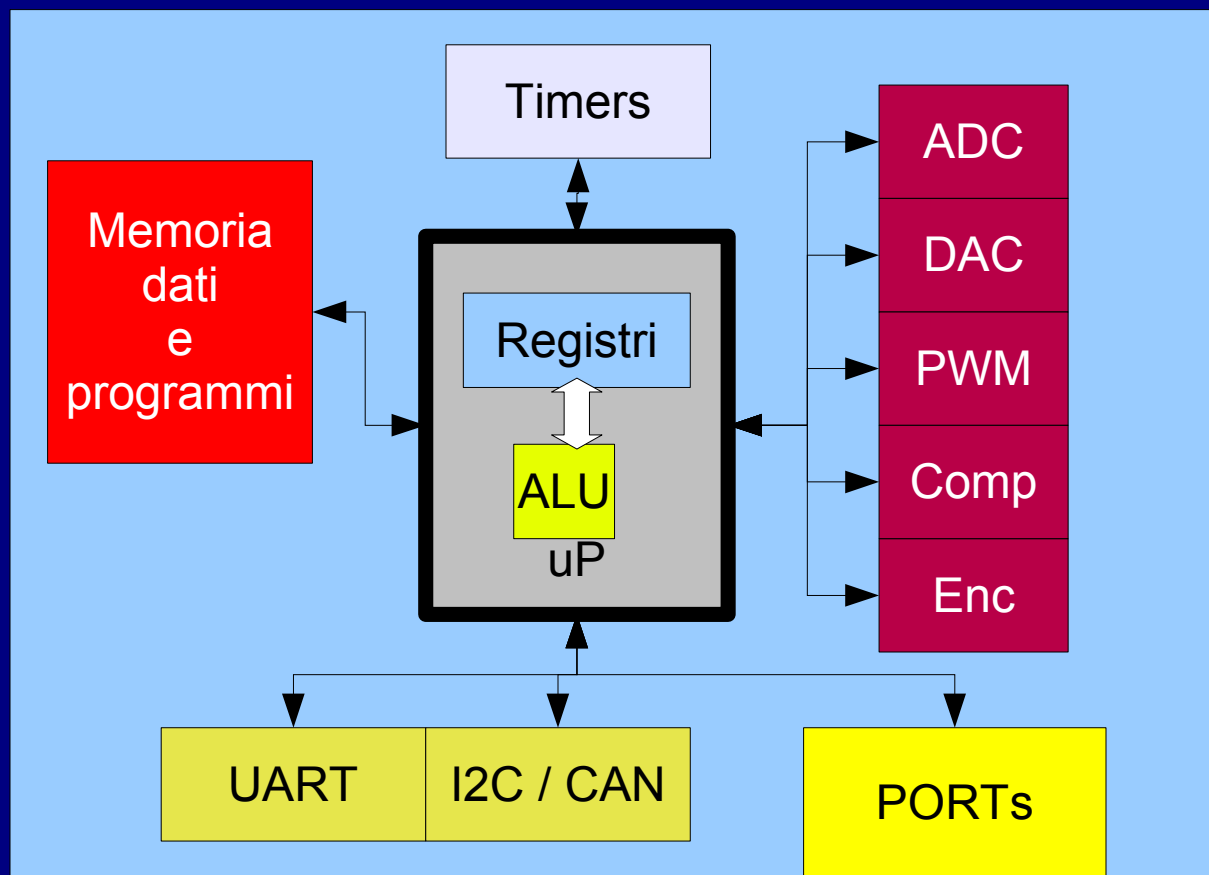 Timers
ADC
Memoria
dati
e
programmi
DAC
Registri
PWM
ALU
Comp
uP
Enc
UART
I2C / CAN
PORTs